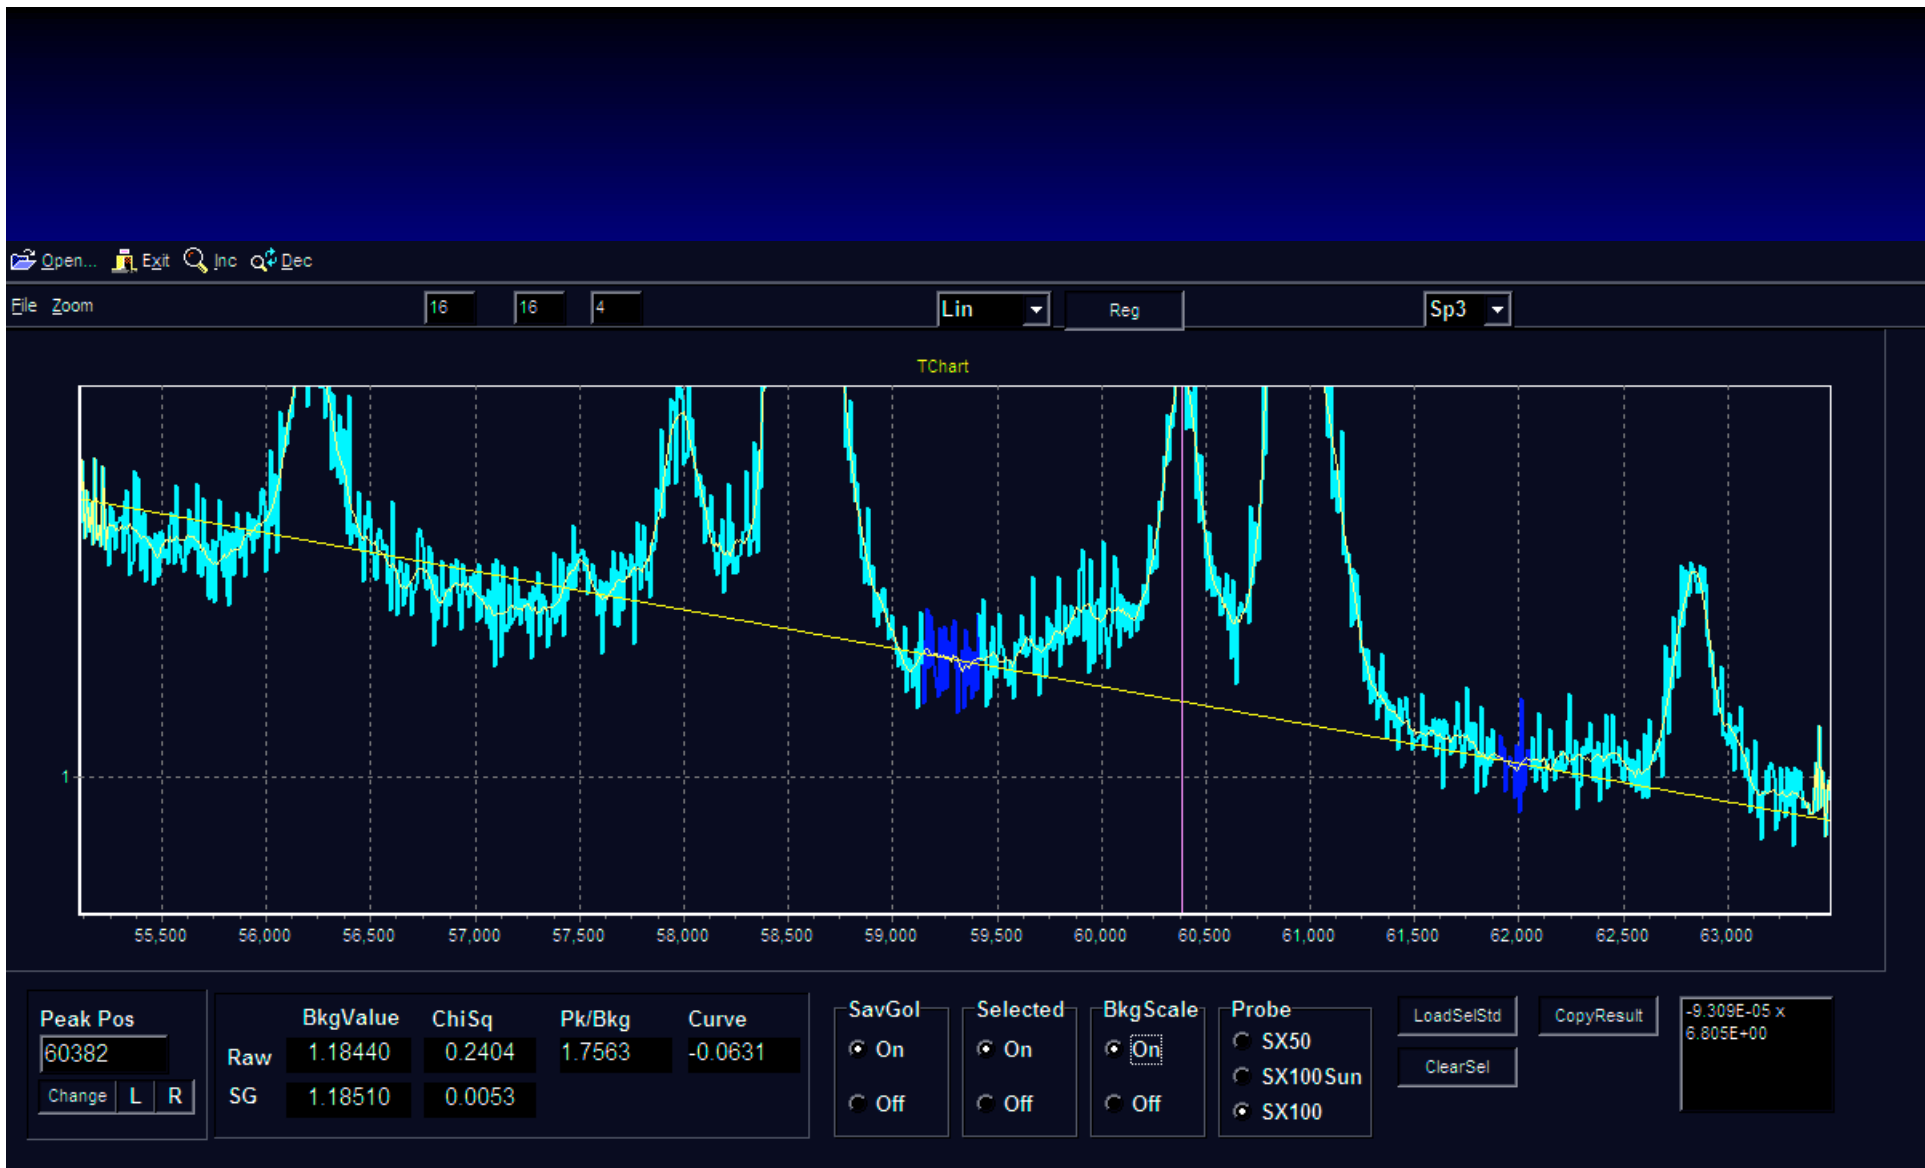 Open... Exit Inc Dec
File Zoom 16 16 4 Lin Reg Sp3
TChart
1
55,500 56,000 56,500 57,000 57,500 58,000 58,500 59,000 59,500 60,000 60,500 61,000 61,500 62,000 62,500 63,000
Peak Pos
60382
Change L R
BkgValue ChiSq Pk/Bkg Curve
Raw 1.18440 0.2404 1.7563 -0.0631
SG 1.18510 0.0053
SavGol
On
Off
Selected
On
Off
BkgScale
On
Off
Probe
SX50
SX100Sun
SX100
LoadSelStd
ClearSel
CopyResult
-9.309E-05 x
6.805E+00